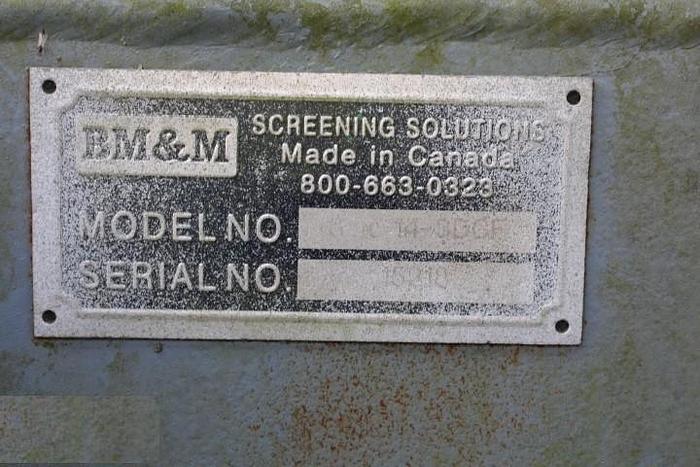 BM&M
SCREENING SOLUTIONS
Made in Canada
800-663-0323
MODEL NO.
SERIAL NO.